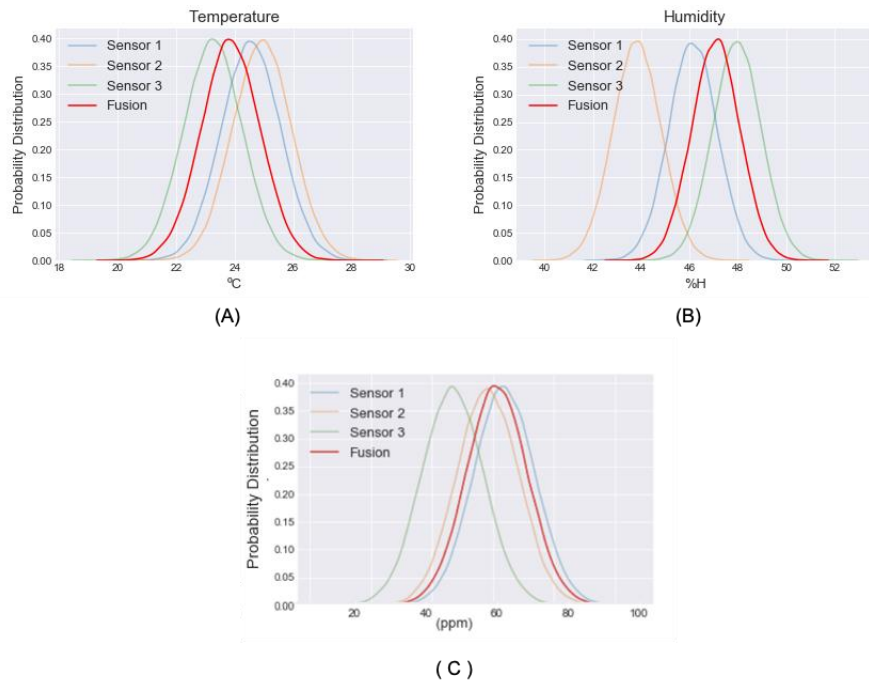 Temperature
Probability Distribution
0.40
0.35
0.30
0.25
0.20
0.15
0.10
0.05
0.00
Sensor 1
Sensor 2
Sensor 3
Fusion
18 20 22 24 26 28 30
ºC
(A)
Humidity
Probability Distribution
0.40
0.35
0.30
0.25
0.20
0.15
0.10
0.05
0.00
Sensor 1
Sensor 2
Sensor 3
Fusion
40 42 44 46 48 50 52
%H
(B)
Probability Distribution
0.40
0.35
0.30
0.25
0.20
0.15
0.10
0.05
0.00
Sensor 1
Sensor 2
Sensor 3
Fusion
20 40 60 80 100
(ppm)
( C )